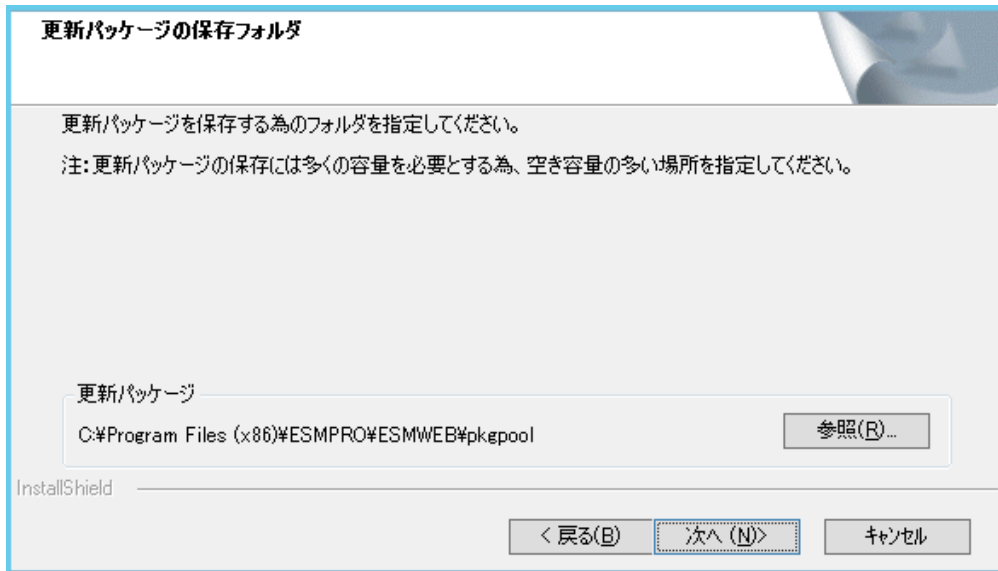 更新パッケージの保存フォルダ
更新パッケージを保存する為のフォルダを指定してください。
注：更新パッケージの保存には多くの容量を必要とする為、空き容量の多い場所を指定してください。
更新パッケージ
C:¥Program Files (x86)¥ESMPRO¥ESMWEB¥pkgpool
参照(R)...
InstallShield
< 戻る(B)
次へ (N)>
キャンセル